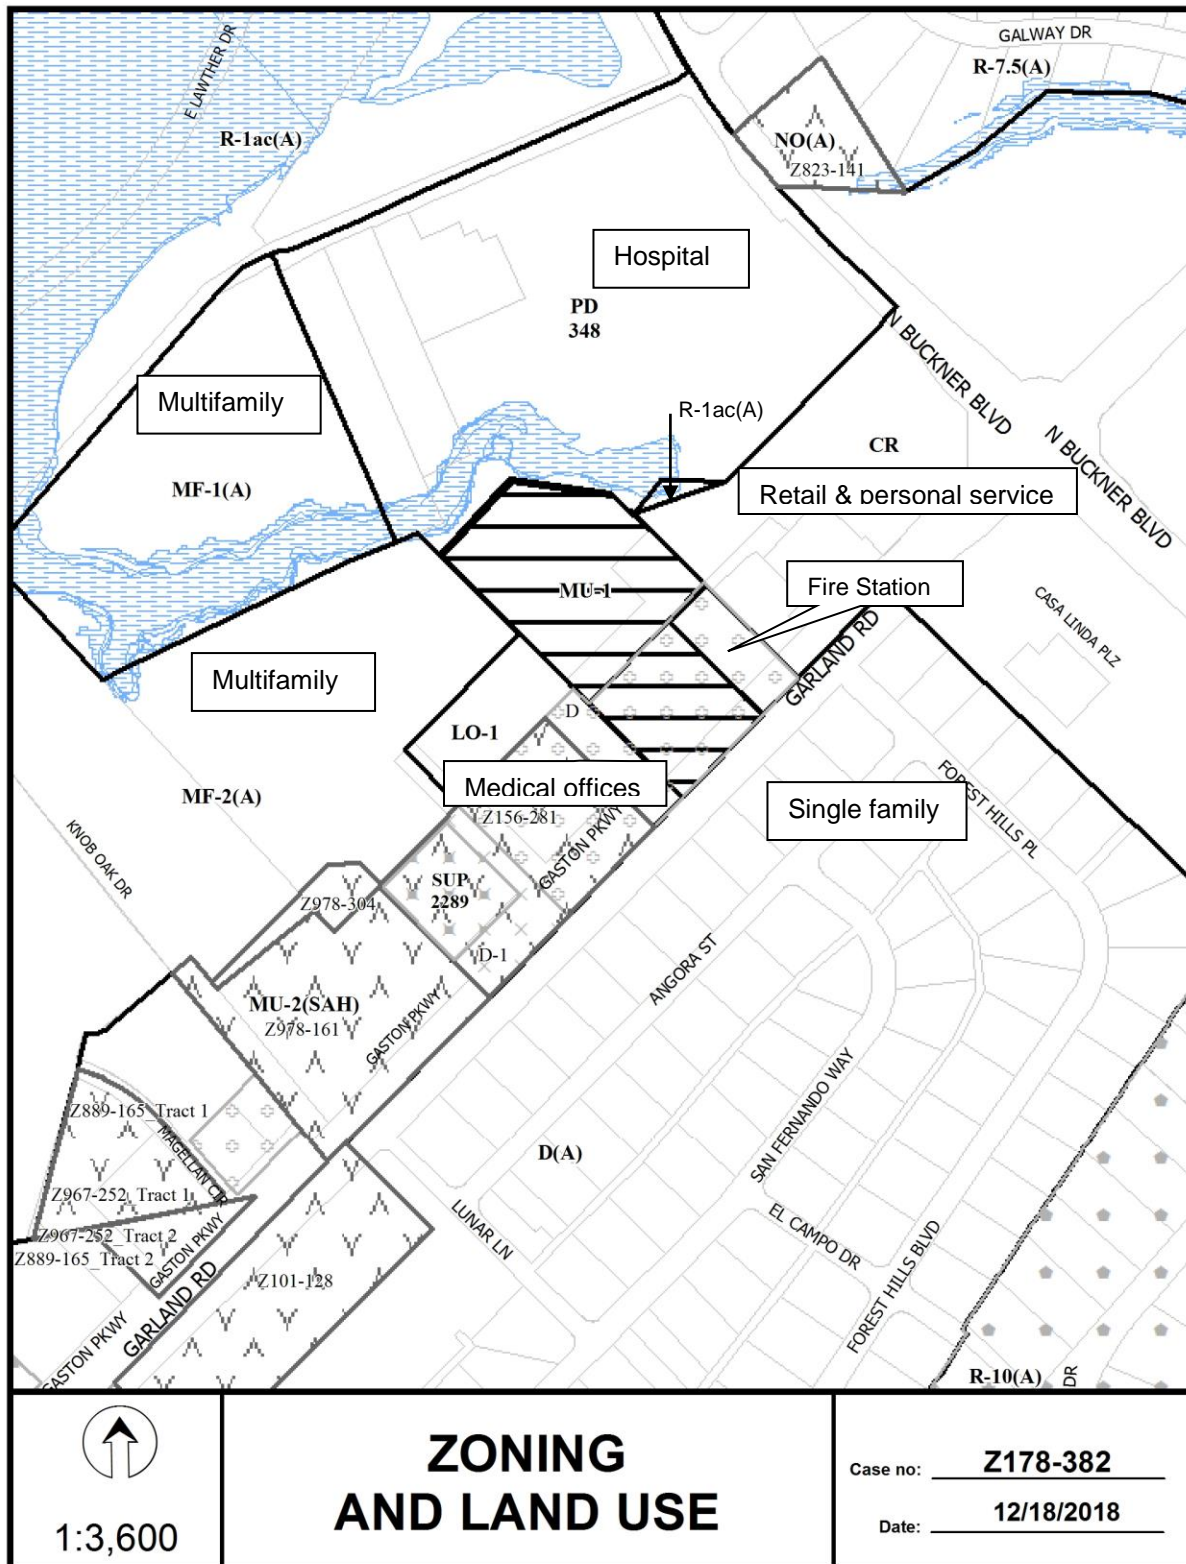 GALWAY DR
R-7.5(A)
E LAWTHER DR
R-1ac(A)
NO(A)
Z823-141
Hospital
PD
348
N BUCKNER BLVD
Multifamily
R-1ac(A)
CR
N BUCKNER BLVD
MF-1(A)
Retail & personal service
MU-1
Fire Station
CASA LINDA PLZ
GARLAND RD
Multifamily
D
LO-1
MF-2(A)
Medical offices
Z156-281
FOREST HILLS PL
Single family
KNOB OAK DR
GASTON PKWY
SUP
2289
Z978-304
D-1
ANGORA ST
MU-2(SAH)
Z978-161
GASTON PKWY
SAN FERNANDO WAY
Z889-165_Tract 1
MAGELLAN CIR
D(A)
Z967-252_Tract 1
LUNAR LN
EL CAMPO DR
Z967-252_Tract 2
Z889-165_Tract 2
GASTON PKWY
GARLAND RD
Z101-128
FOREST HILLS BLVD
GASTON PKWY
R-10(A)
DR
1:3,600
ZONING
AND LAND USE
Case no: Z178-382
Date: 12/18/2018